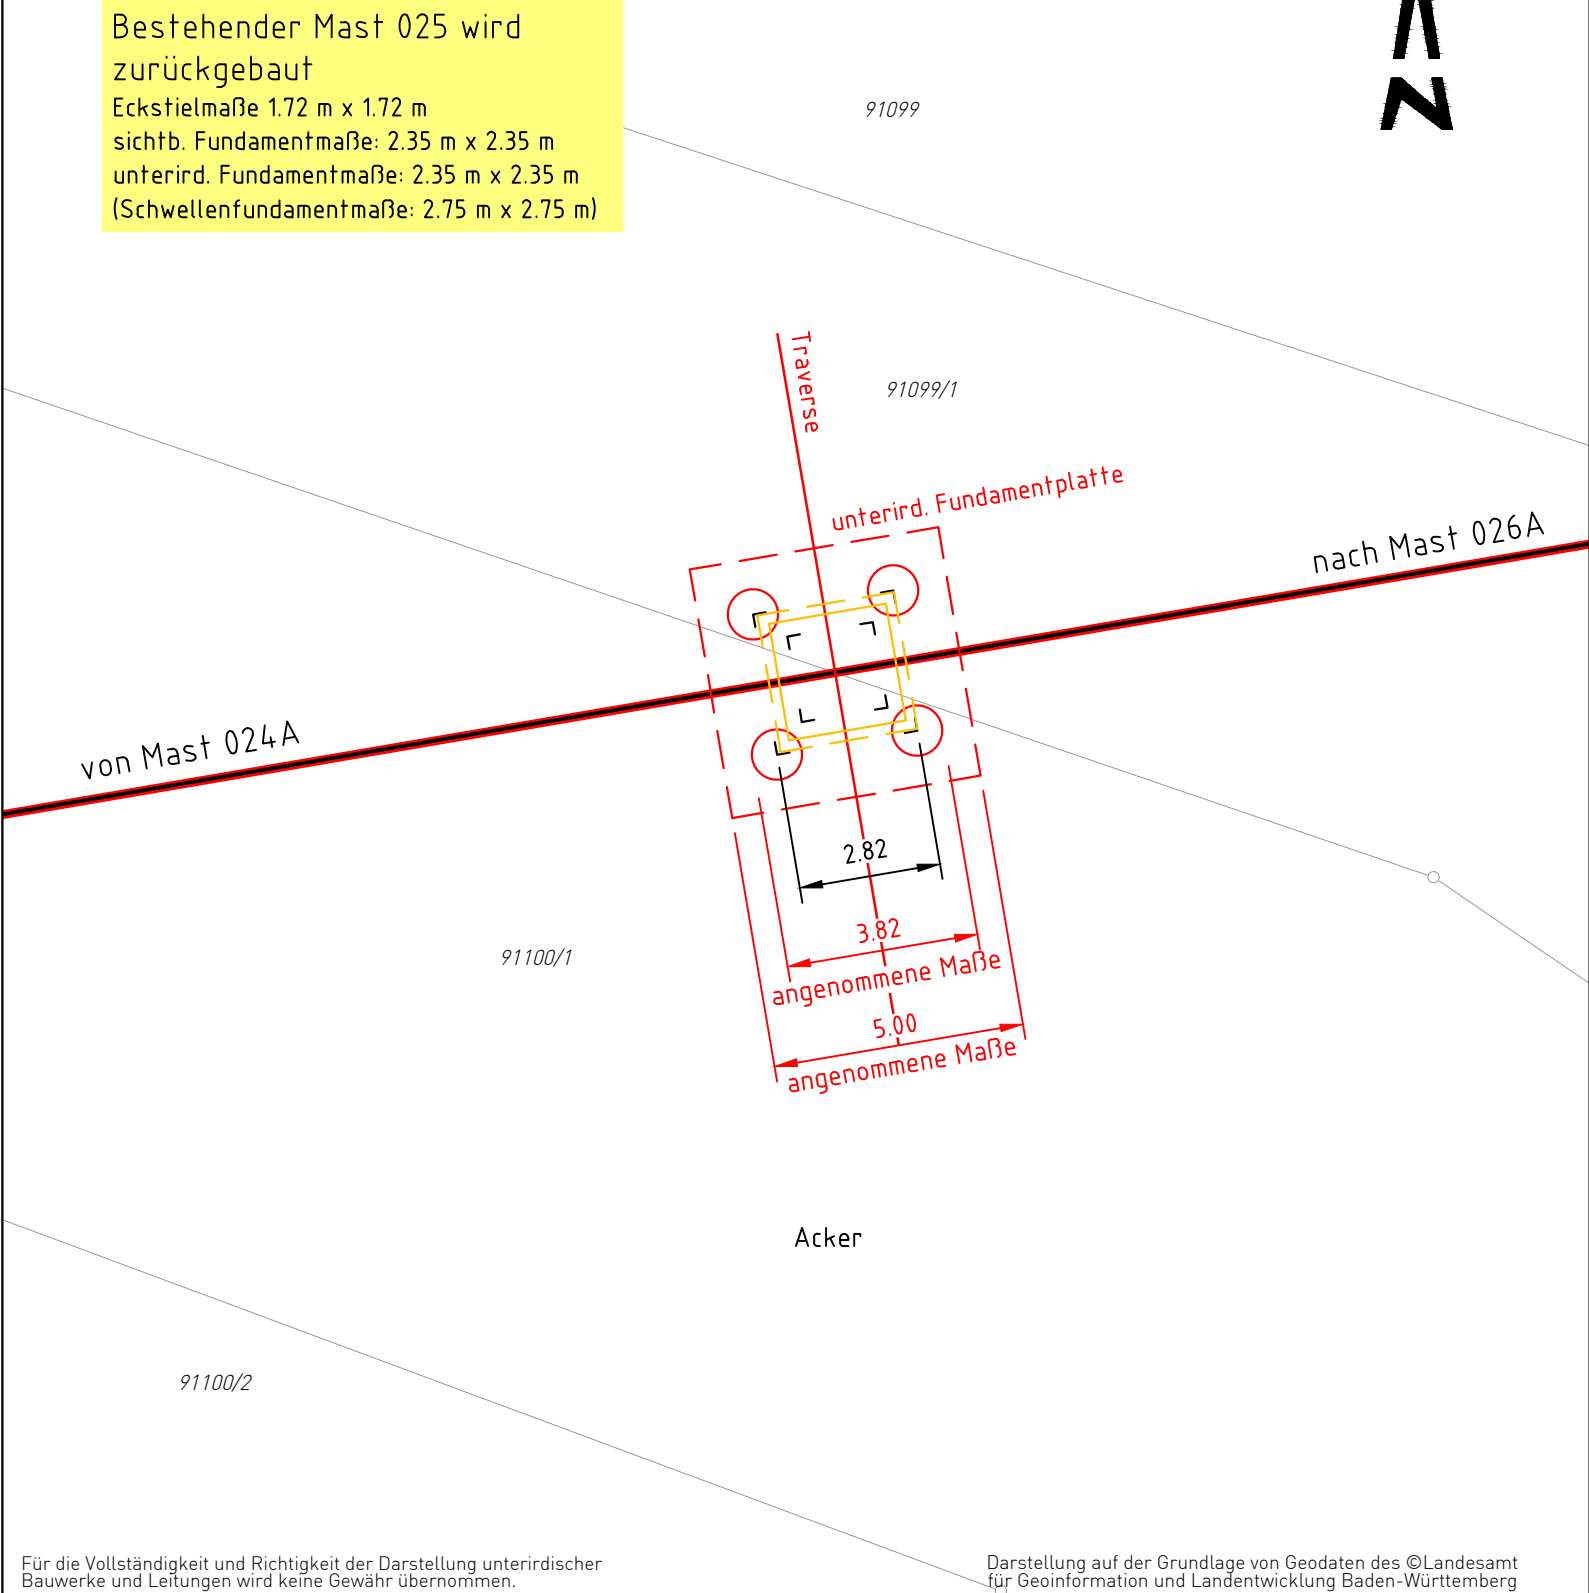 Bestehender Mast 025 wird
zurückgebaut
Eckstielmaße 1.72 m x 1.72 m
sichtb. Fundamentmaße: 2.35 m x 2.35 m
unterird. Fundamentmaße: 2.35 m x 2.35 m
(Schwellenfundamentmaße: 2.75 m x 2.75 m)
N
91099
Traverse
91099/1
unterird. Fundamentplatte
nach Mast 026A
von Mast 024A
2.82
3.82
angenommene Maße
91100/1
5.00
angenommene Maße
Acker
91100/2
Für die Vollständigkeit und Richtigkeit der Darstellung unterirdischer
Bauwerke und Leitungen wird keine Gewähr übernommen.
Darstellung auf der Grundlage von Geodaten des ©Landesamt
für Geoinformation und Landentwicklung Baden-Württemberg